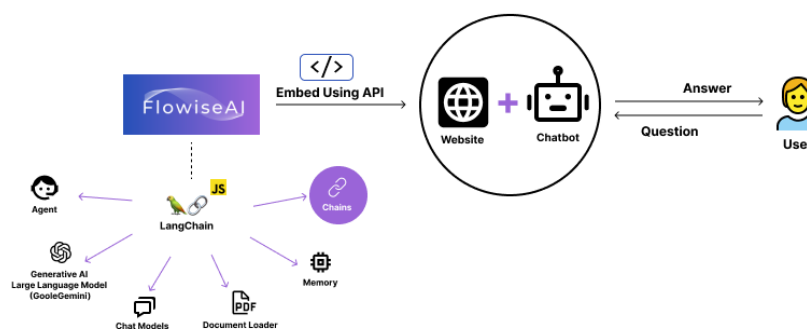 </>
FlowiseAI
Embed Using API
Website
+
Chatbot
Answer
Question
Use
JS
LangChain
Agent
Chains
Generative AI
Large Language Model
(GooleGemini)
Memory
Chat Models
PDF
Document Loader